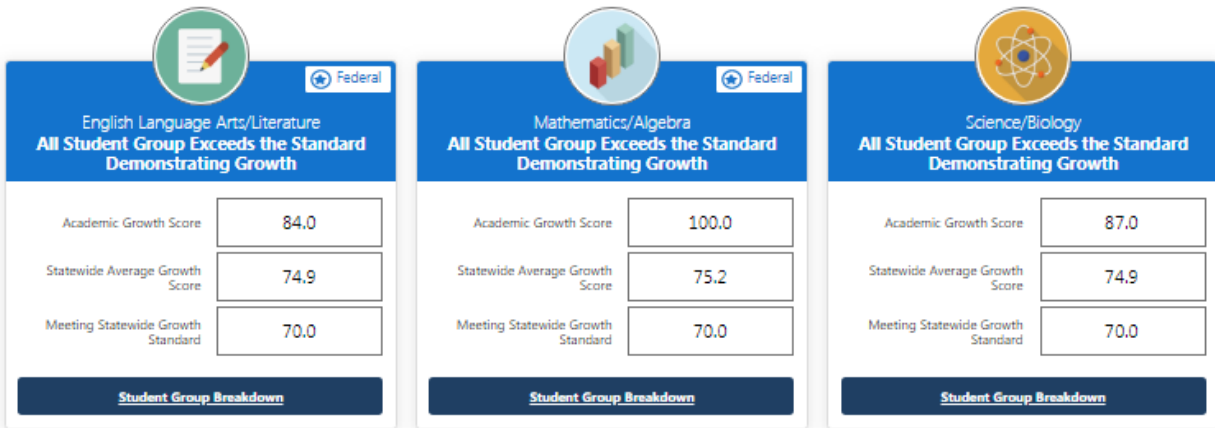 Federal
English Language Arts/Literature
All Student Group Exceeds the Standard
Demonstrating Growth
Academic Growth Score
84.0
Statewide Average Growth
Score
74.9
Meeting Statewide Growth
Standard
70.0
Student Group Breakdown
Federal
Mathematics/Algebra
All Student Group Exceeds the Standard
Demonstrating Growth
Academic Growth Score
100.0
Statewide Average Growth
Score
75.2
Meeting Statewide Growth
Standard
70.0
Student Group Breakdown
Science/Biology
All Student Group Exceeds the Standard
Demonstrating Growth
Academic Growth Score
87.0
Statewide Average Growth
Score
74.9
Meeting Statewide Growth
Standard
70.0
Student Group Breakdown